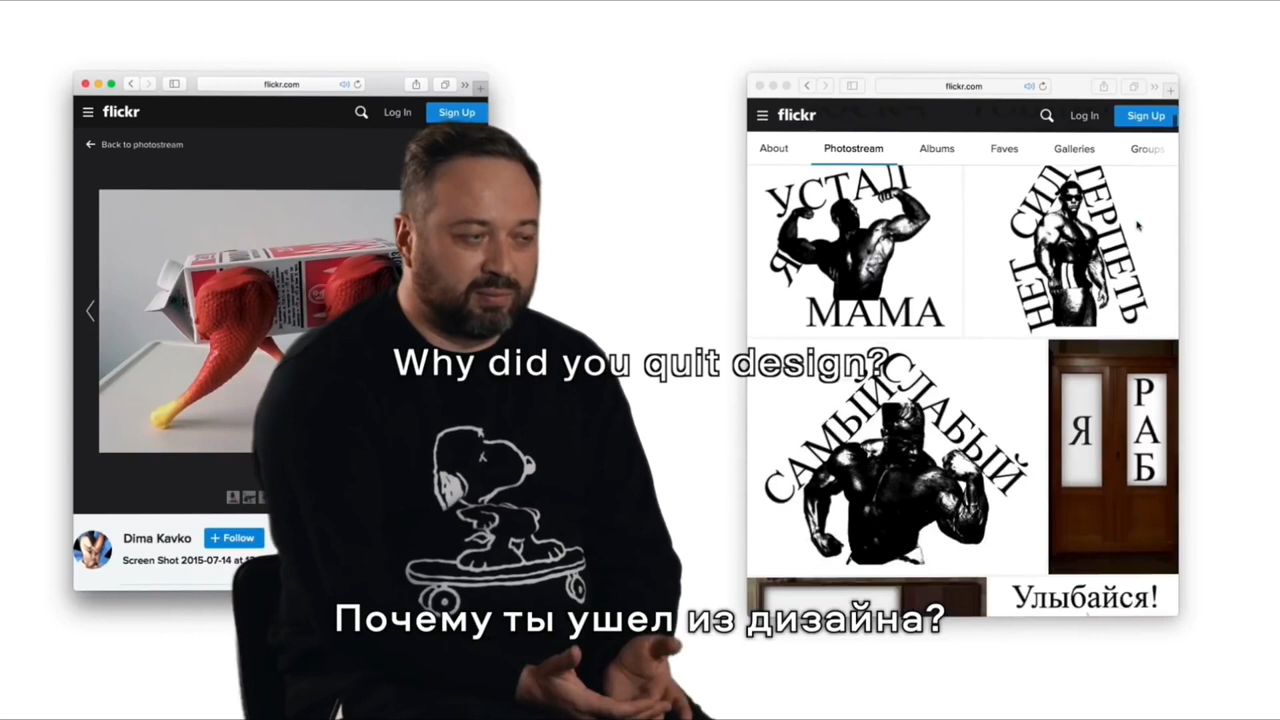 flickr.com
flickr
Log In
Sign Up
Back to photostream
Dima Kavko
+ Follow
Screen Shot 2015-07-14 at
flickr.com
flickr
Log In
Sign Up
About
Photostream
Albums
Faves
Galleries
Groups
Я УСТАЛ
МАМА
НЕТ СИЛ
ТЕРПЕТЬ
САМЫЙ СЛАБЫЙ
Я
РАБ
Улыбайся!
Why did you quit design?
Почему ты ушел из дизайна?